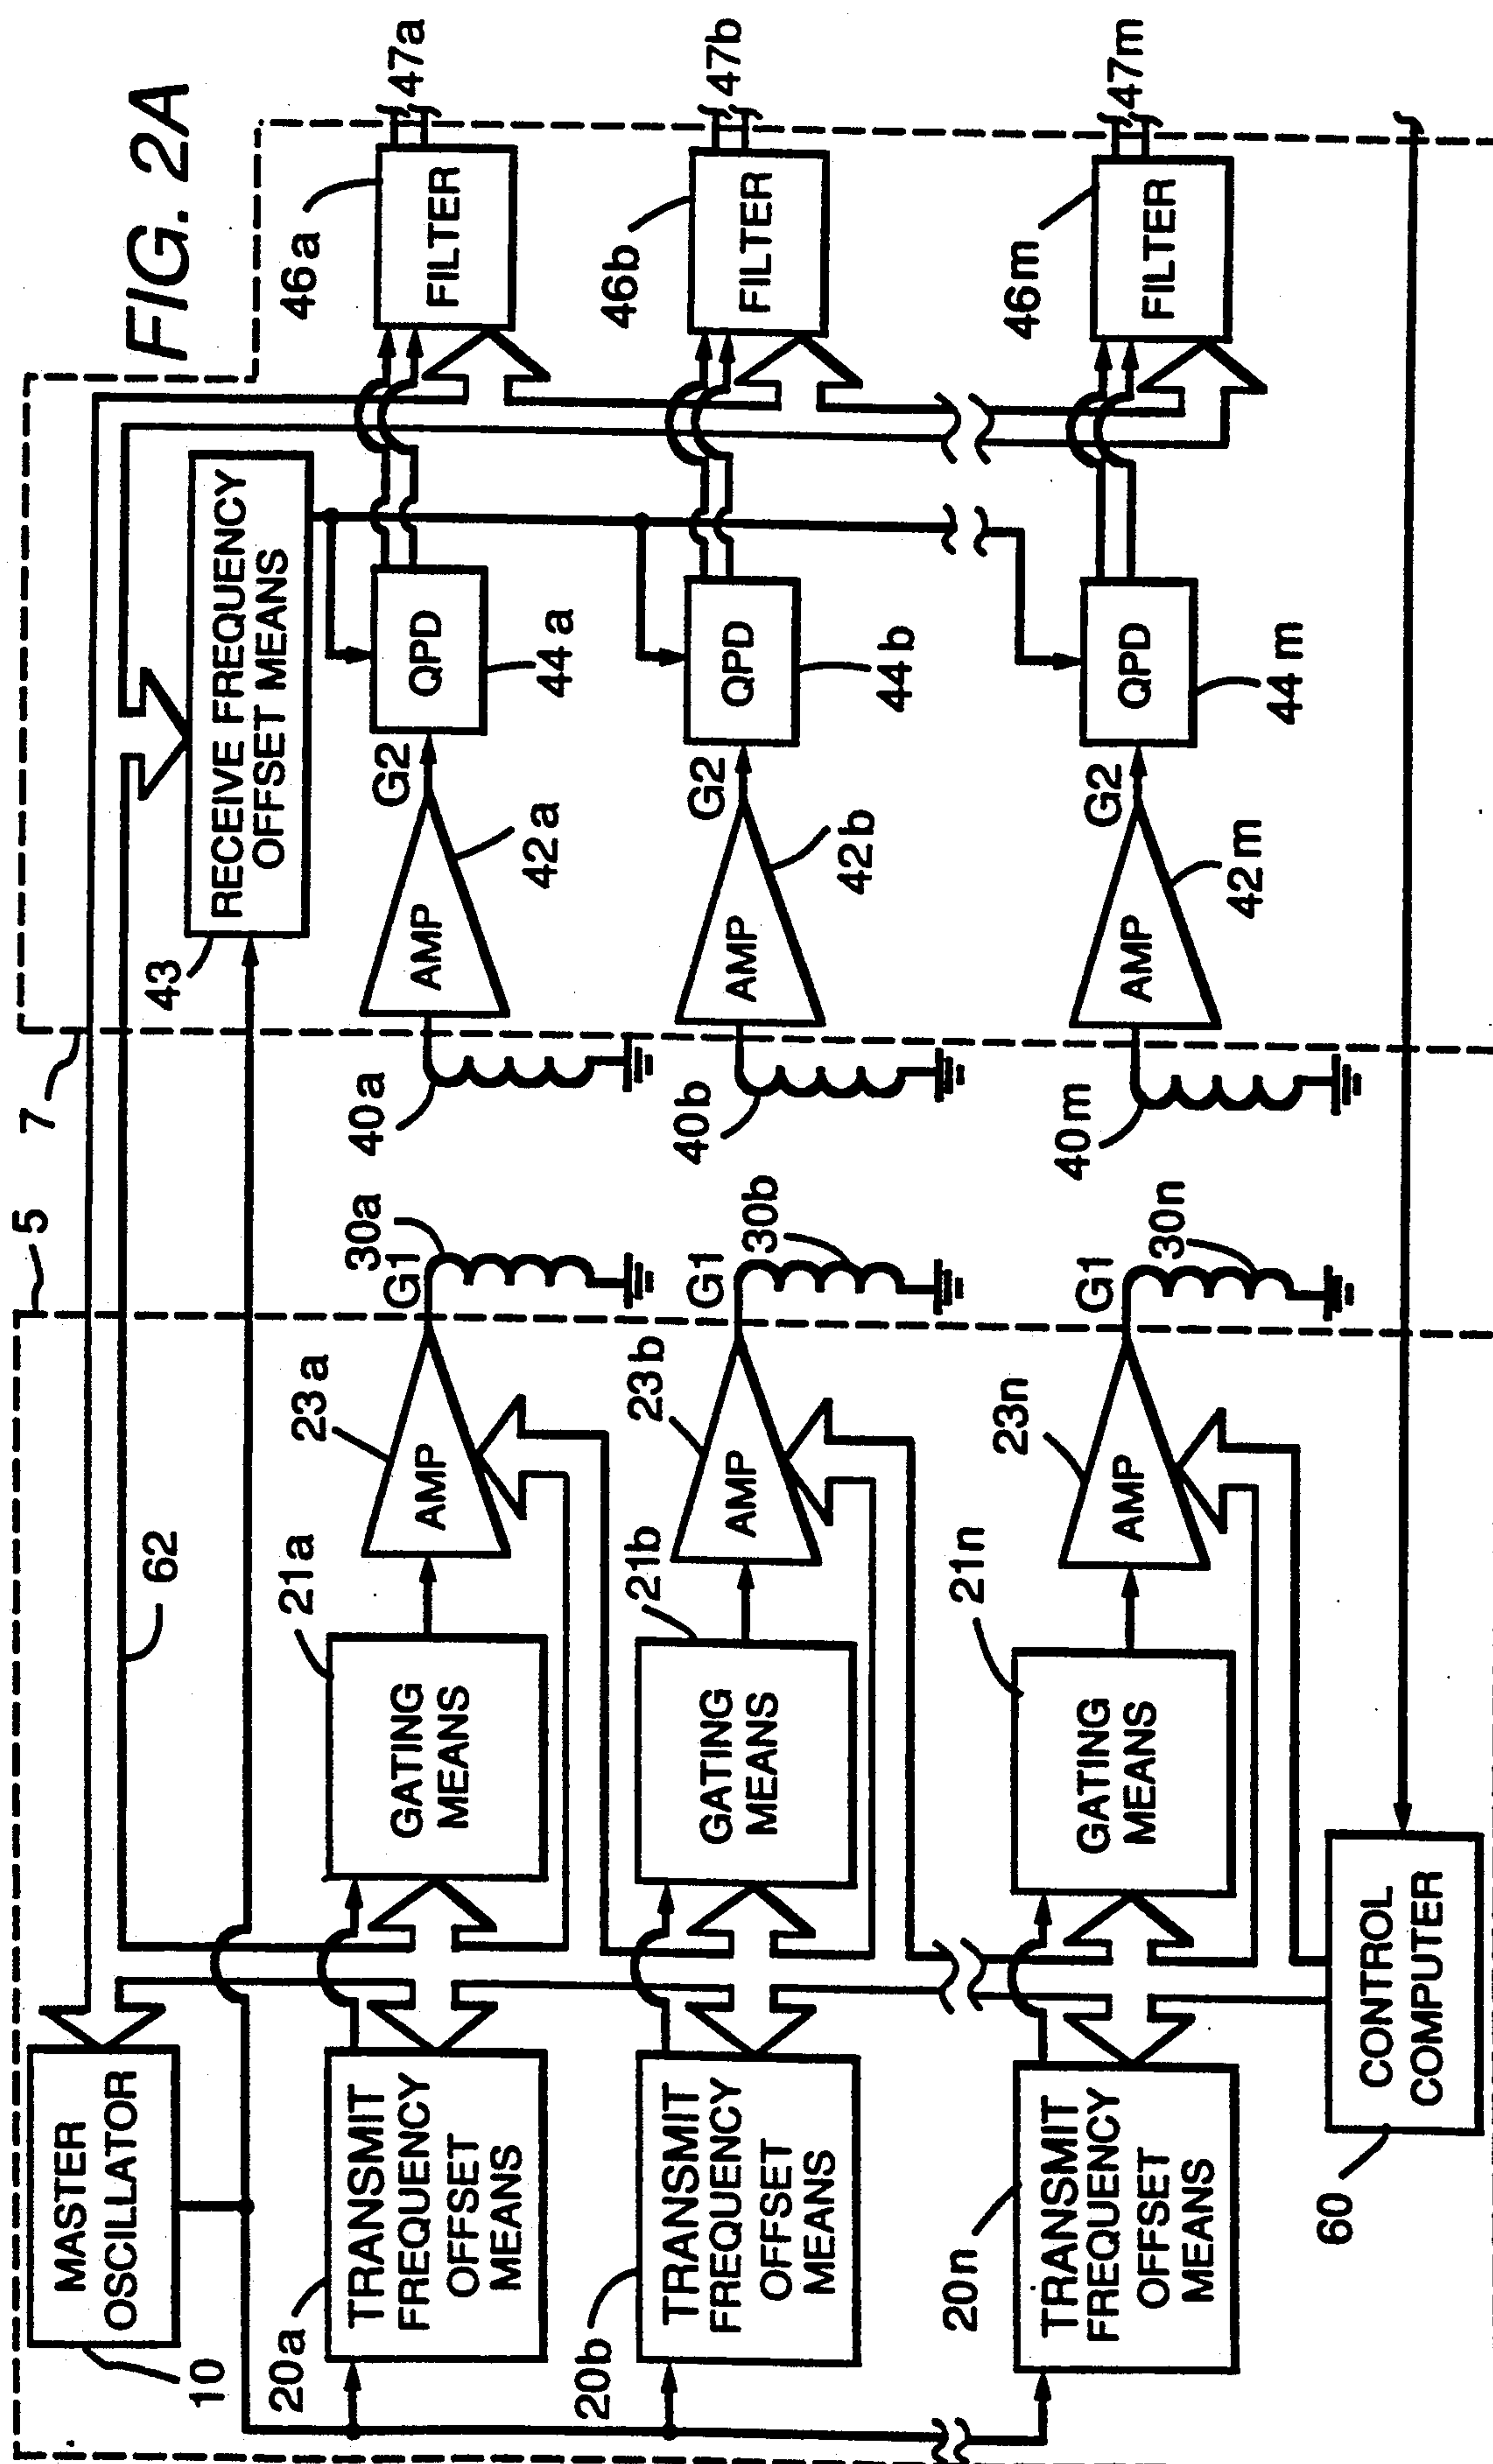 FIG. 2A
5
7
MASTER
OSCILLATOR
10
62
43
RECEIVE FREQUENCY
OFFSET MEANS
20a
TRANSMIT
FREQUENCY
OFFSET
MEANS
21a
GATING
MEANS
23a
AMP
G1
30a
40a
AMP
42a
G2
QPD
44a
46a
FILTER
47a
20b
TRANSMIT
FREQUENCY
OFFSET
MEANS
21b
GATING
MEANS
23b
AMP
G1
30b
40b
AMP
42b
G2
QPD
44b
46b
FILTER
47b
20n
TRANSMIT
FREQUENCY
OFFSET
MEANS
21n
GATING
MEANS
23n
AMP
G1
30n
40m
AMP
42m
G2
QPD
44m
46m
FILTER
47m
60
CONTROL
COMPUTER